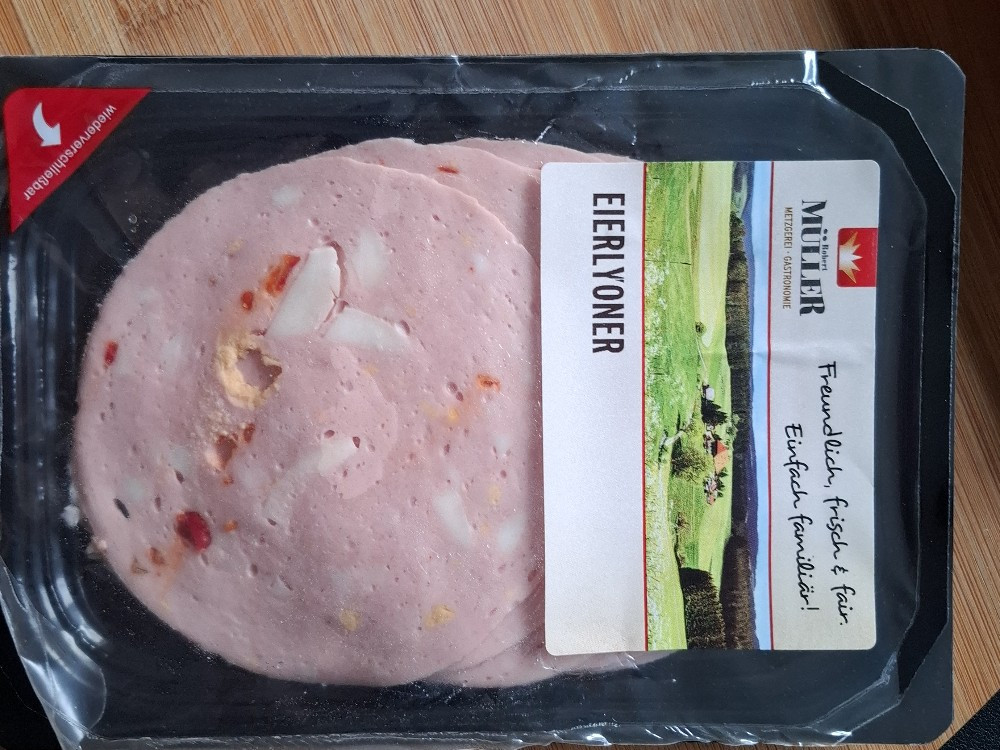 wiederverschließbar
Robert
MÜLLER
METZGEREI · GASTRONOMIE
Freundlich, frisch & fair.
Einfach familiär!
EIERLYONER